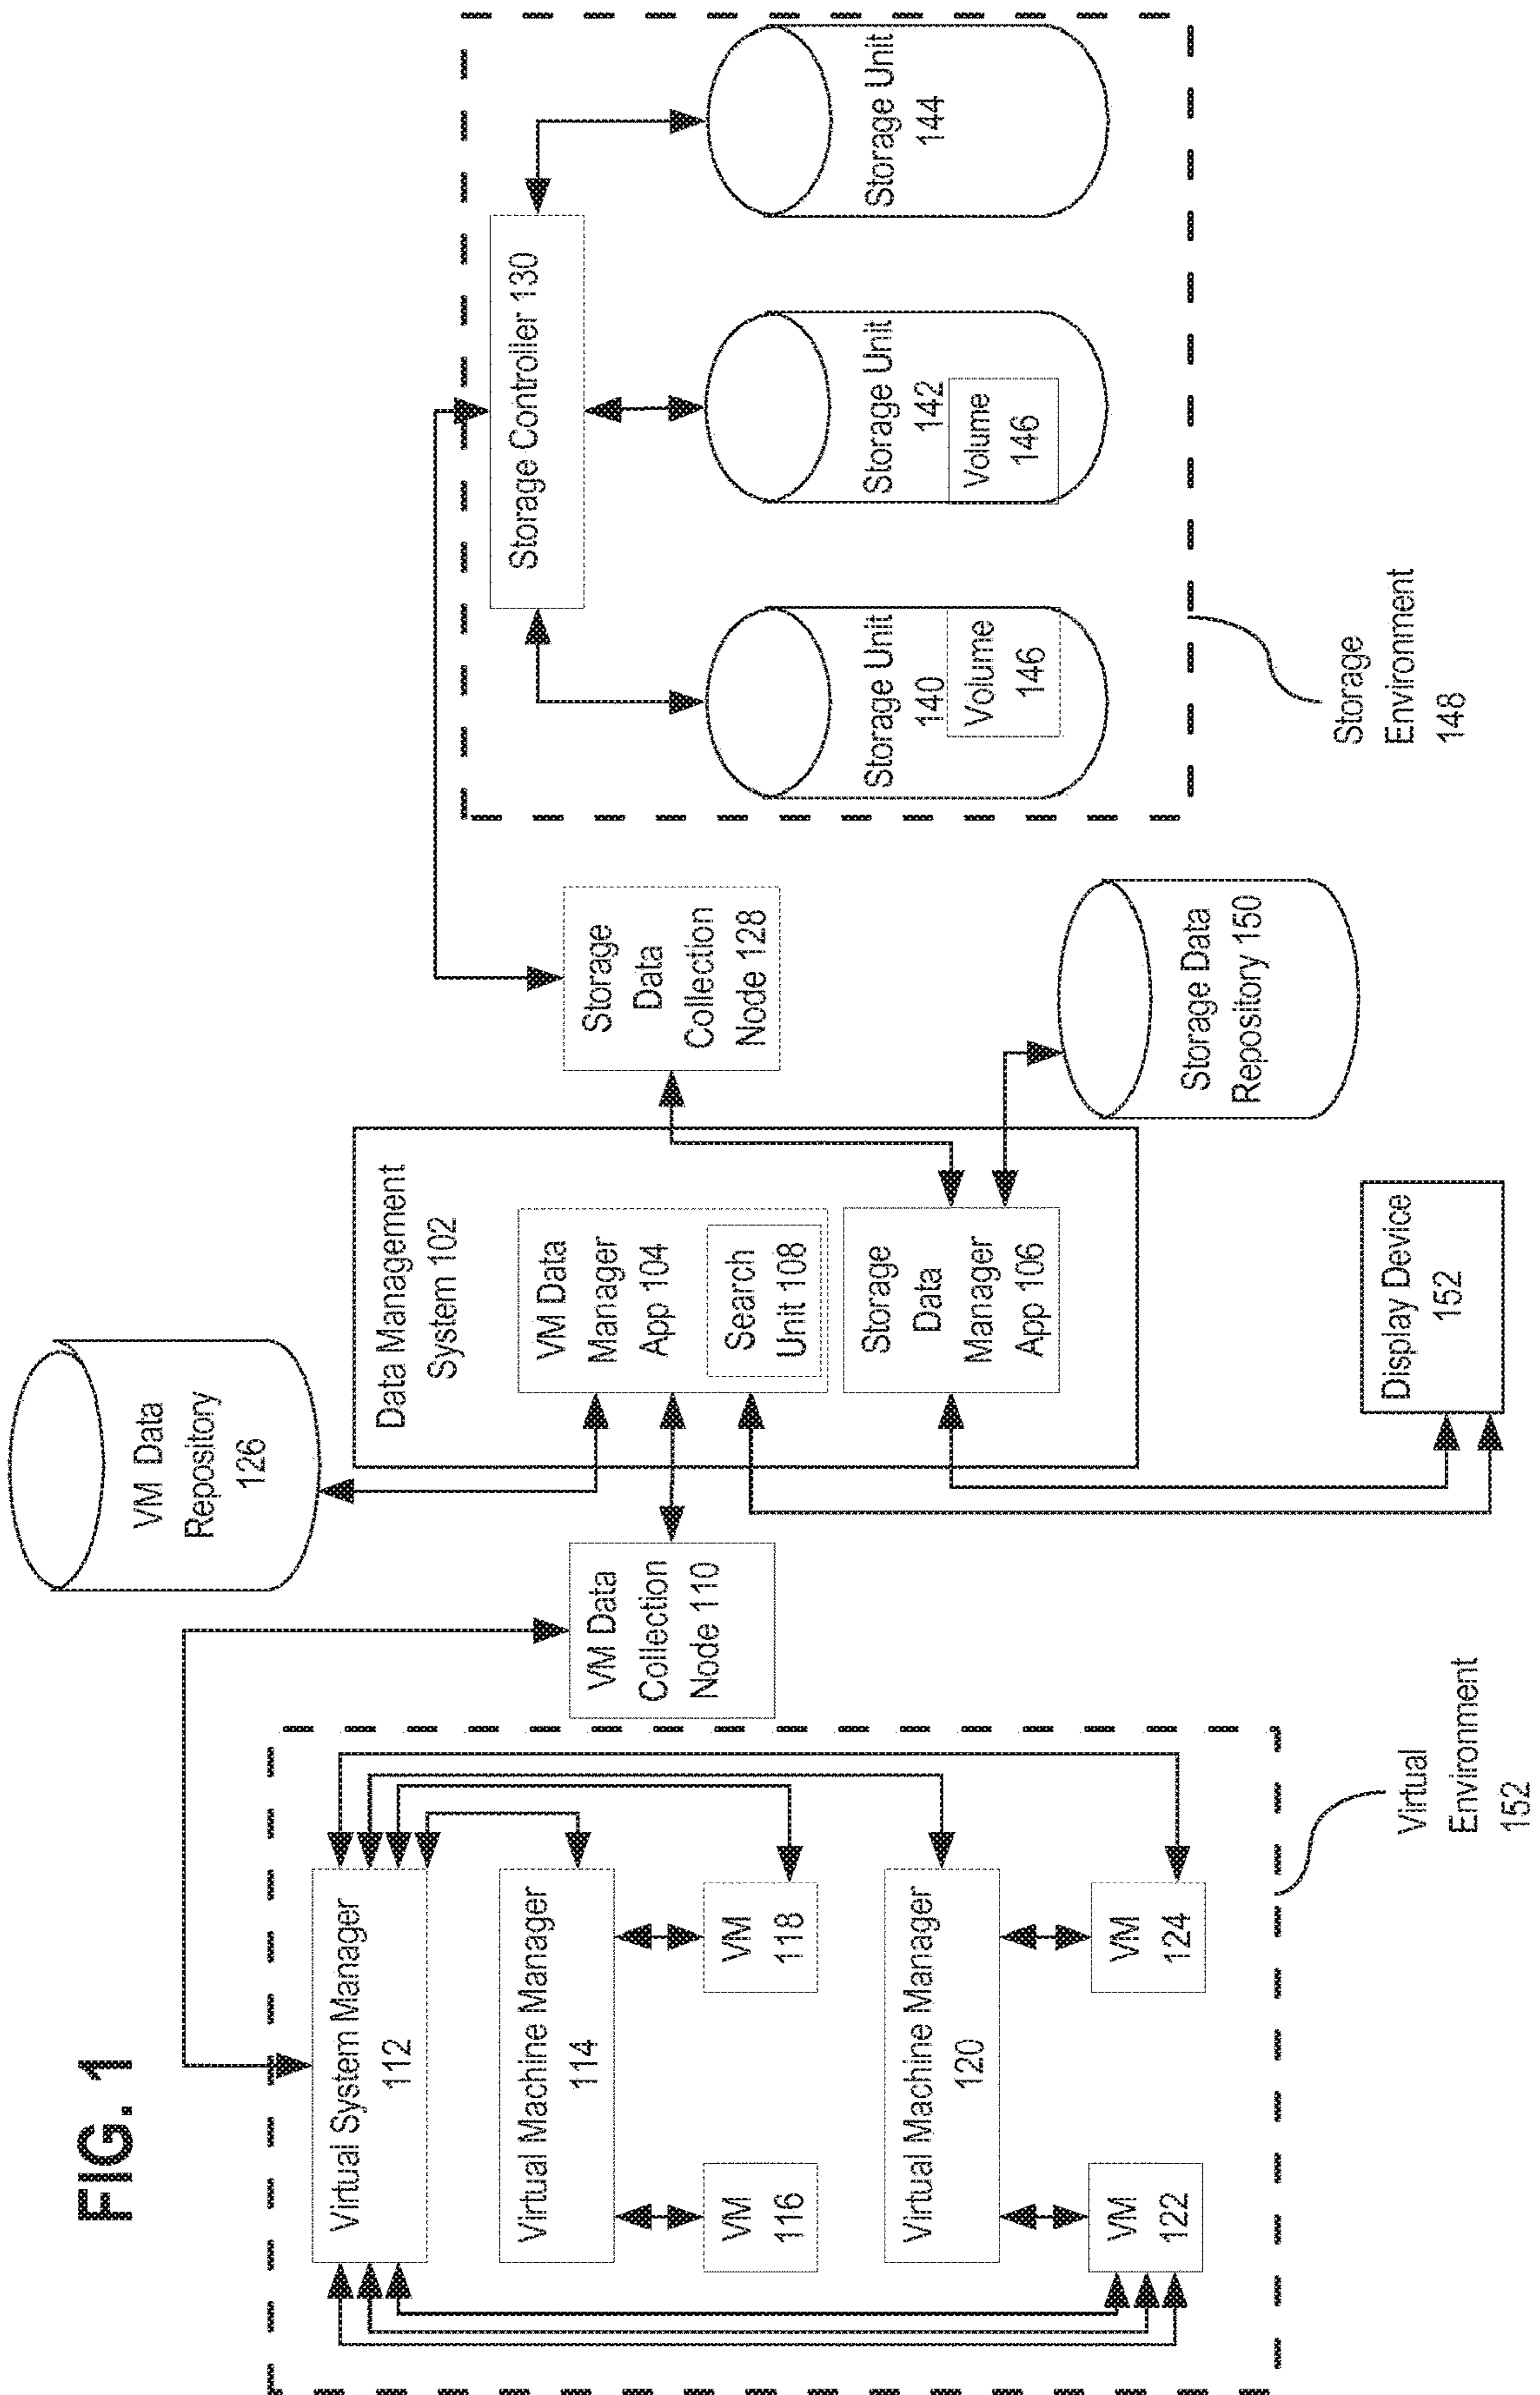 FIG. 1
Virtual System Manager
112
Virtual Machine Manager
114
VM
116
VM
118
Virtual Machine Manager
120
VM
122
VM
124
Virtual
Environment
152
VM Data
Collection
Node 110
VM Data
Repository
126
Data Management
System 102
VM Data
Manager
App 104
Search
Unit 108
Storage
Data
Manager
App 106
Display Device
152
Storage
Data
Collection
Node 128
Storage Data
Repository 150
Storage Controller 130
Storage Unit
140
Volume
146
Storage Unit
142
Volume
146
Storage Unit
144
Storage
Environment
148